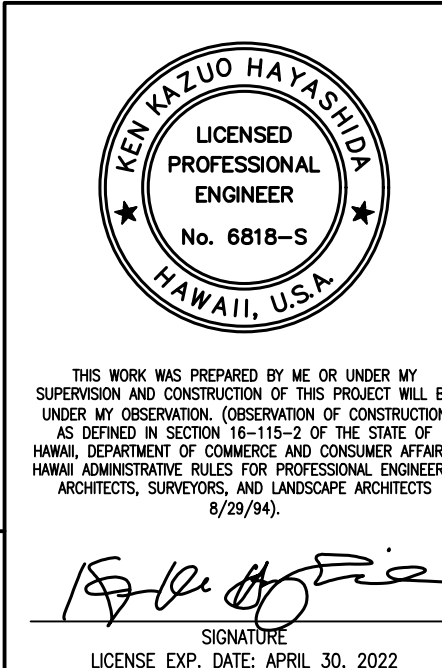 KEN KAZUO HAYASHIDA
LICENSED
PROFESSIONAL
ENGINEER
No. 6818-S
HAWAII, U.S.A.
THIS WORK WAS PREPARED BY ME OR UNDER MY
SUPERVISION AND CONSTRUCTION OF THIS PROJECT WILL B
UNDER MY OBSERVATION. (OBSERVATION OF CONSTRUCTION
AS DEFINED IN SECTION 16-115-2 OF THE STATE OF
HAWAII, DEPARTMENT OF COMMERCE AND CONSUMER AFFAIR
HAWAII ADMINISTRATIVE RULES FOR PROFESSIONAL ENGINEER
ARCHITECTS, SURVEYORS, AND LANDSCAPE ARCHITECTS
8/29/94).
SIGNATURE
LICENSE EXP. DATE: APRIL 30, 2022